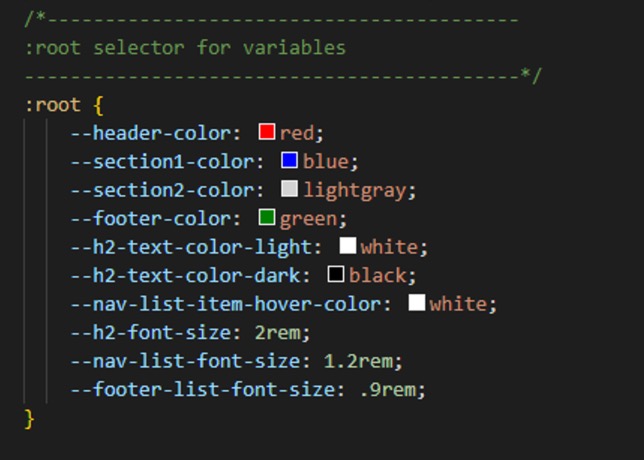 /*-----------------------------------------
:root selector for variables
-------------------------------------------*/
:root {
--header-color: red;
--section1-color: blue;
--section2-color: lightgray;
--footer-color: green;
--h2-text-color-light: white;
--h2-text-color-dark: black;
--nav-list-item-hover-color: white;
--h2-font-size: 2rem;
--nav-list-font-size: 1.2rem;
--footer-list-font-size: .9rem;
}